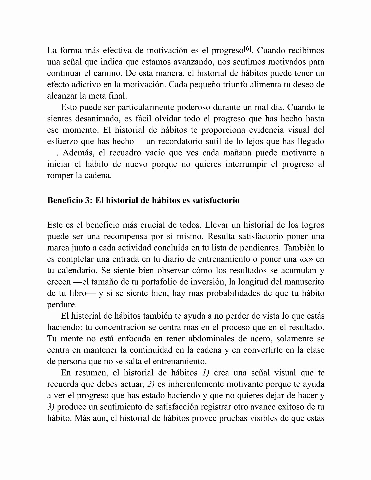 La forma más efectiva de motivación es el progreso[6]. Cuando recibimos
una señal que indica que estamos avanzando, nos sentimos motivados para
continuar el camino. De esta manera, el historial de hábitos puede tener un
efecto adictivo en la motivación. Cada pequeño triunfo alimenta tu deseo de
alcanzar la meta final.
Esto puede ser particularmente poderoso durante un mal día. Cuando te
sientes desanimado, es fácil olvidar todo el progreso que has hecho hasta
ese momento. El historial de hábitos te proporciona evidencia visual del
esfuerzo que has hecho —un recordatorio sutil de lo lejos que has llegado
—. Además, el recuadro vacío que ves cada mañana puede motivarte a
iniciar el hábito de nuevo porque no quieres interrumpir el progreso al
romper la cadena.
Beneficio 3: El historial de hábitos es satisfactorio
Este es el beneficio más crucial de todos. Llevar un historial de los logros
puede ser una recompensa por sí mismo. Resulta satisfactorio poner una
marca junto a cada actividad concluida en tu lista de pendientes. También lo
es completar una entrada en tu diario de entrenamiento o poner una «x» en
tu calendario. Se siente bien observar cómo los resultados se acumulan y
crecen —el tamaño de tu portafolio de inversión, la longitud del manuscrito
de tu libro— y si se siente bien, hay más probabilidades de que tu hábito
perdure.
El historial de hábitos también te ayuda a no perder de vista lo que estás
haciendo: tu concentración se centra más en el proceso que en el resultado.
Tu mente no está enfocada en tener abdominales de acero, solamente se
centra en mantener la continuidad en la cadena y en convertirte en la clase
de persona que no se salta el entrenamiento.
En resumen, el historial de hábitos 1) crea una señal visual que te
recuerda que debes actuar, 2) es inherentemente motivante porque te ayuda
a ver el progreso que has estado haciendo y que no quieres dejar de hacer y
3) produce un sentimiento de satisfacción registrar otro avance exitoso de tu
hábito. Más aún, el historial de hábitos provee pruebas visibles de que estás